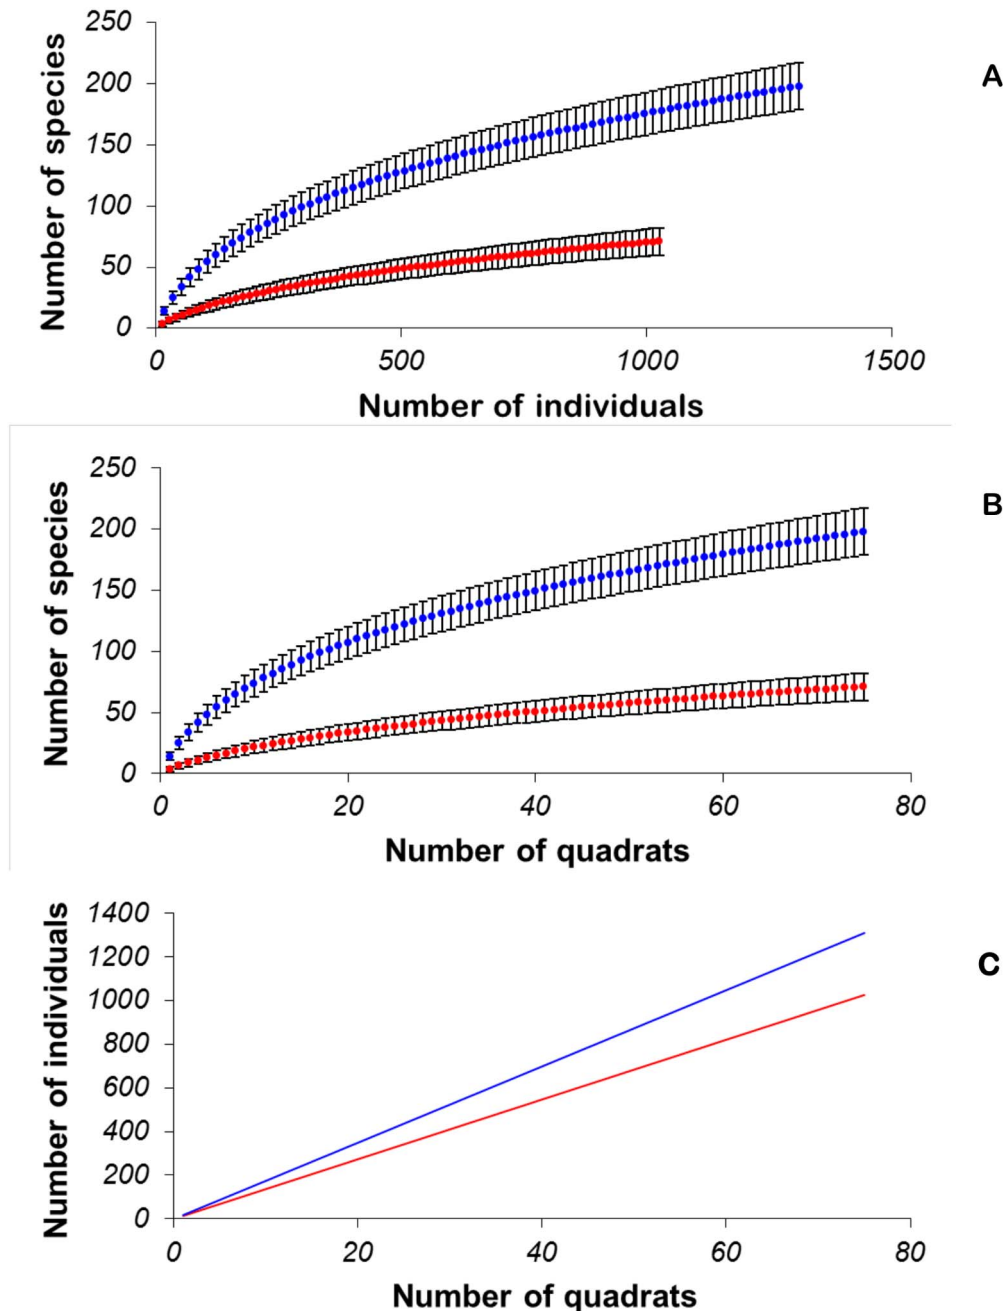 250
200
150
100
50
0
Number of species
A
0 500 1000 1500
Number of individuals
250
200
150
100
50
0
Number of species
B
0 20 40 60 80
Number of quadrats
1400
1200
1000
800
600
400
200
0
Number of individuals
C
0 20 40 60 80
Number of quadrats